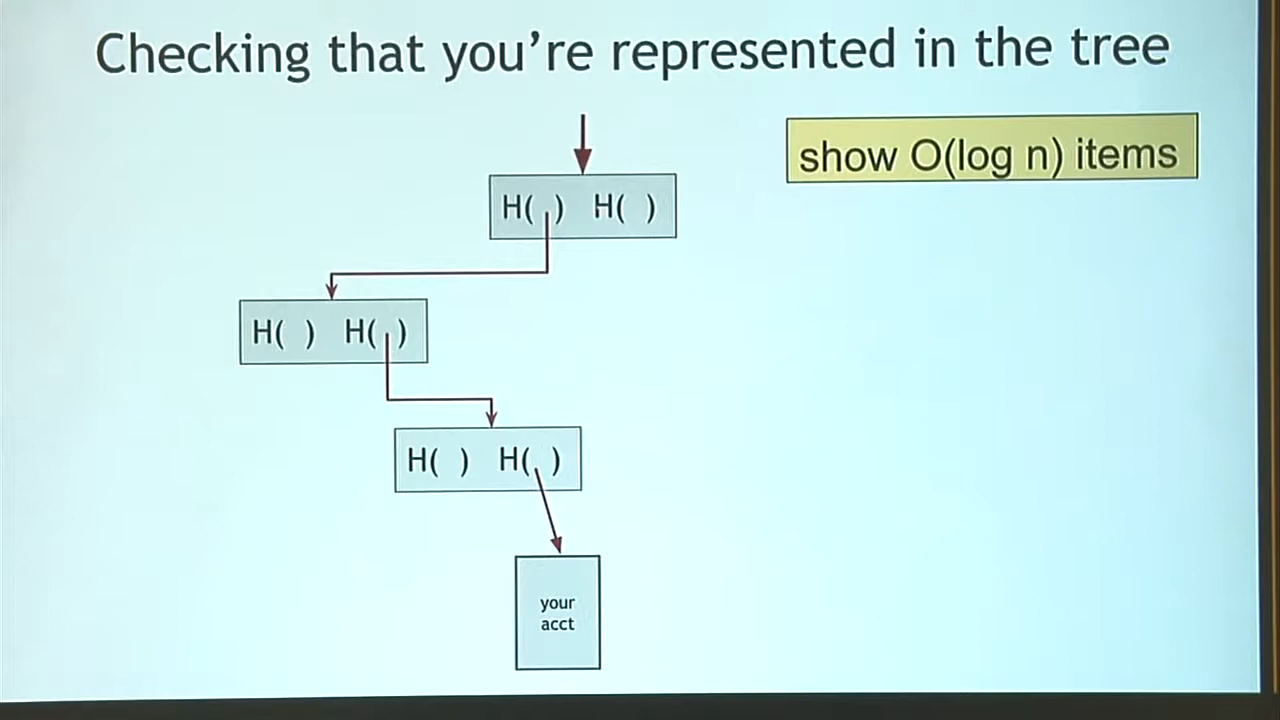 Checking that you're represented in the tree
show O(log n) items
H( ) H( )
H( ) H( )
H( ) H( )
your
acct